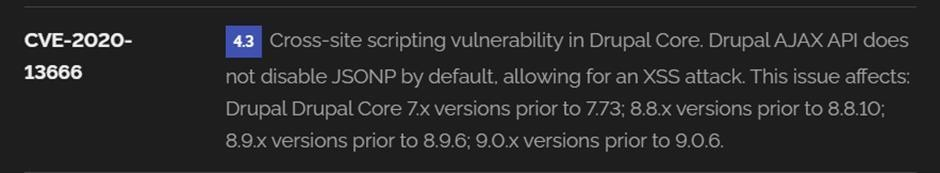 CVE-2020-
13666
4.3 Cross-site scripting vulnerability in Drupal Core. Drupal AJAX API does
not disable JSONP by default, allowing for an XSS attack. This issue affects:
Drupal Drupal Core 7.x versions prior to 7.73; 8.8.x versions prior to 8.8.10;
8.9.x versions prior to 8.9.6; 9.0.x versions prior to 9.0.6.